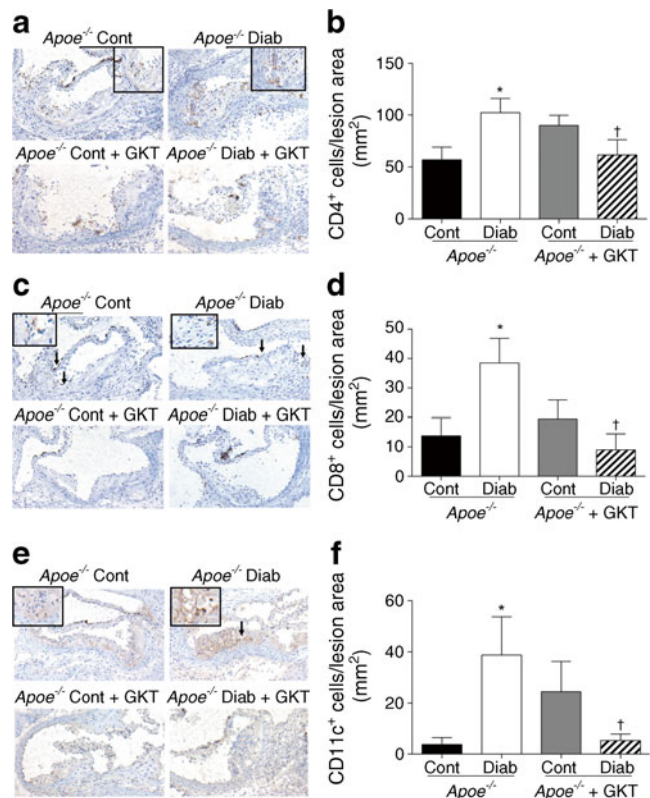 a
Apoe-/- Cont
Apoe-/- Diab
Apoe-/- Cont + GKT
Apoe-/- Diab + GKT
b
CD4+ cells/lesion area
(mm2)
150
100
50
0
*
†
Cont
Diab
Cont
Diab
Apoe-/-
Apoe-/- + GKT
c
Apoe-/- Cont
Apoe-/- Diab
Apoe-/- Cont + GKT
Apoe-/- Diab + GKT
d
CD8+ cells/lesion area
(mm2)
50
40
30
20
10
0
*
†
Cont
Diab
Cont
Diab
Apoe-/-
Apoe-/- + GKT
e
Apoe-/- Cont
Apoe-/- Diab
Apoe-/- Cont + GKT
Apoe-/- Diab + GKT
f
CD11c+ cells/lesion area
(mm2)
60
40
20
0
*
†
Cont
Diab
Cont
Diab
Apoe-/-
Apoe-/- + GKT